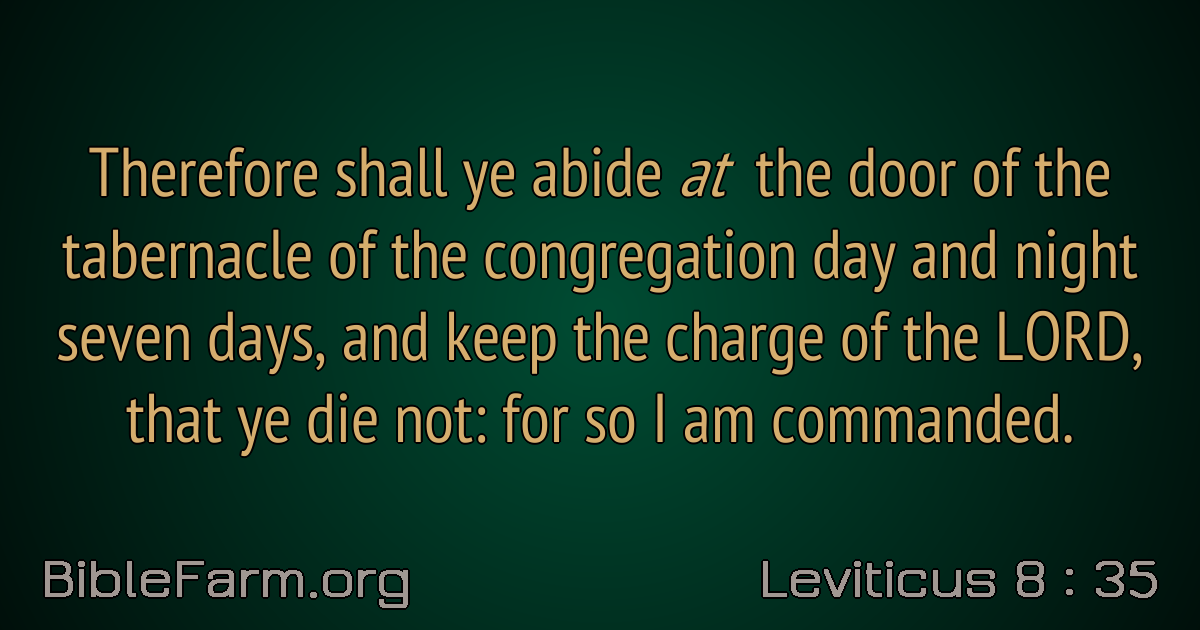 Therefore shall ye abide at the door of the
tabernacle of the congregation day and night
seven days, and keep the charge of the LORD,
that ye die not: for so I am commanded.
BibleFarm.org
Leviticus 8 : 35